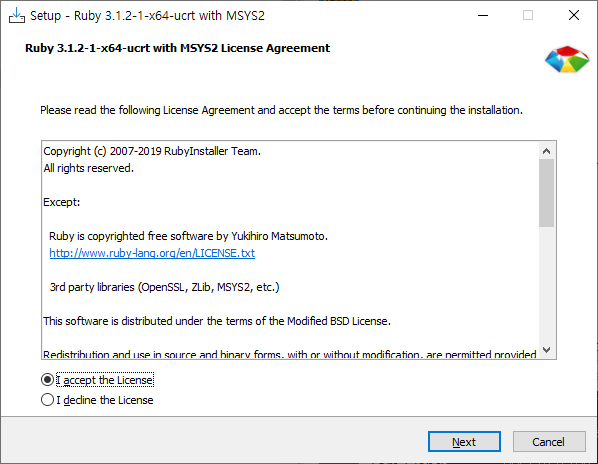 Setup - Ruby 3.1.2-1-x64-ucrt with MSYS2
Ruby 3.1.2-1-x64-ucrt with MSYS2 License Agreement
Please read the following License Agreement and accept the terms before continuing the installation.
Copyright (c) 2007-2019 RubyInstaller Team.
All rights reserved.
Except:
Ruby is copyrighted free software by Yukihiro Matsumoto.
http://www.ruby-lang.org/en/LICENSE.txt
3rd party libraries (OpenSSL, ZLib, MSYS2, etc.)
This software is distributed under the terms of the Modified BSD License.
Redistribution and use in source and binary forms, with or without modification, are permitted provided
I accept the License
I decline the License
Next Cancel